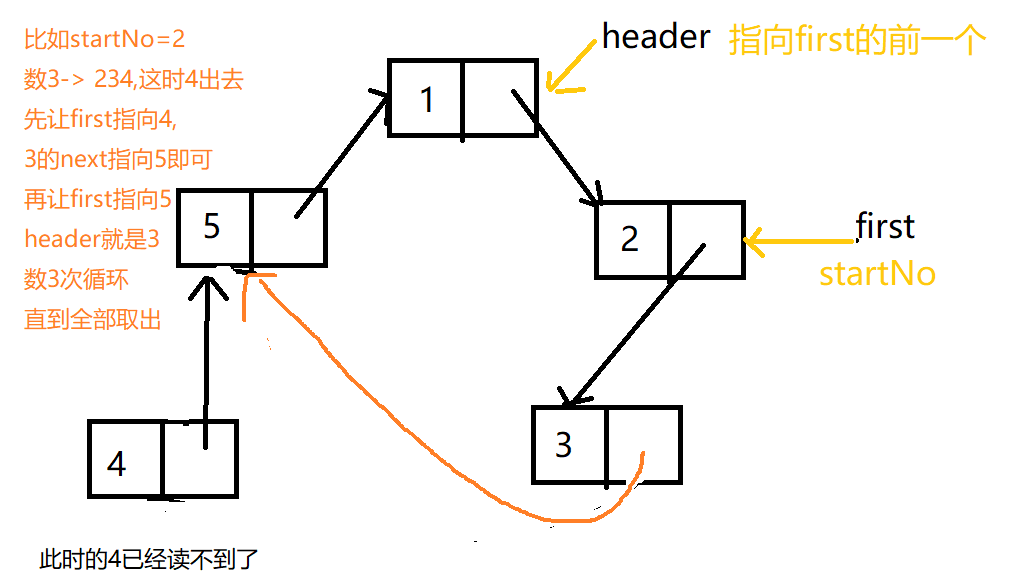 比如startNo=2
数3-> 234,这时4出去
先让first指向4,
3的next指向5即可
再让first指向5
header就是3
数3次循环
直到全部取出
header 指向first的前一个
1
5
2
first
startNo
3
4
此时的4已经读不到了